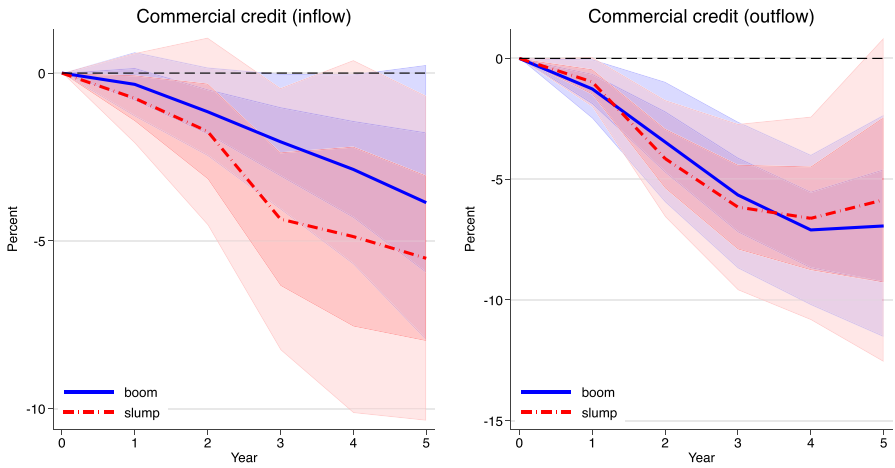 Commercial credit (inflow)
Percent
0
-5
-10
boom
slump
0 1 2 3 4 5
Year
Commercial credit (outflow)
Percent
0
-5
-10
-15
boom
slump
0 1 2 3 4 5
Year